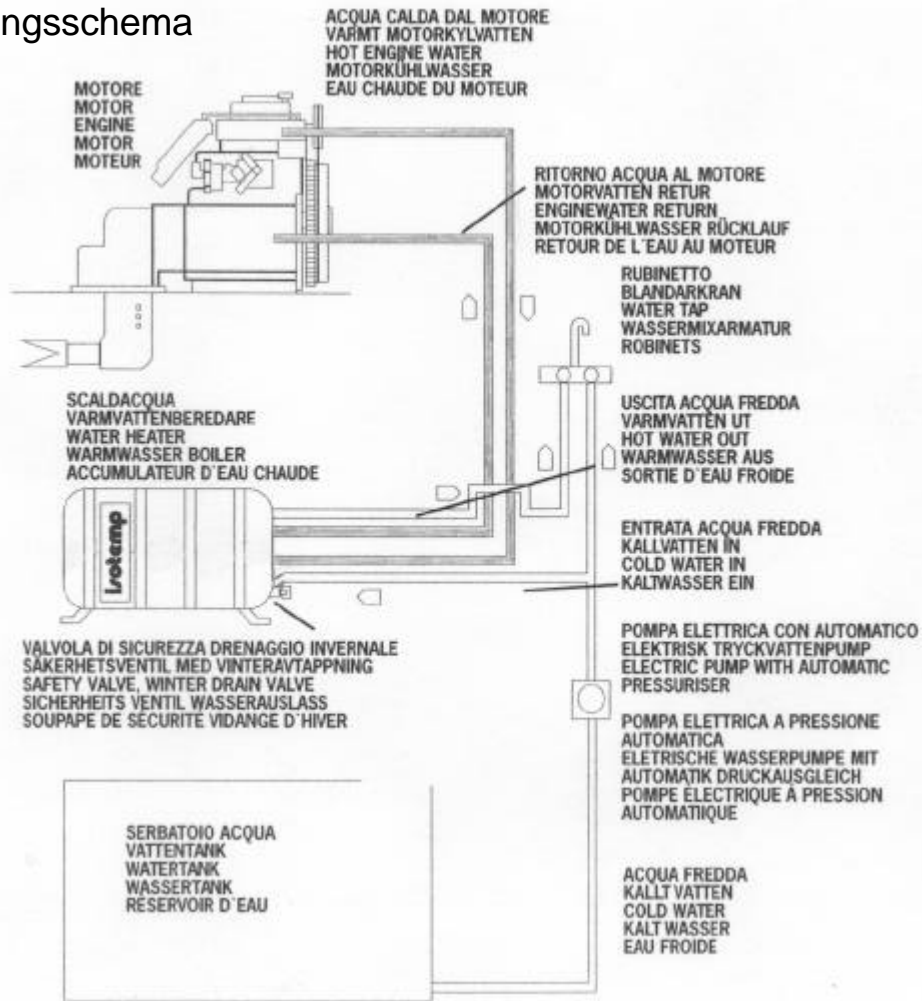 ngsschema
ACQUA CALDA DAL MOTORE
VARMT MOTORKYLVATTEN
HOT ENGINE WATER
MOTORKÜHLWASSER
EAU CHAUDE DU MOTEUR
MOTORE
MOTOR
ENGINE
MOTOR
MOTEUR
RITORNO ACQUA AL MOTORE
MOTORVATTEN RETUR
ENGINEWATER RETURN
MOTORKÜHLWASSER RÜCKLAUF
RETOUR DE L'EAU AU MOTEUR
RUBINETTO
BLANDARKRAN
WATER TAP
WASSERMIXARMATUR
ROBINETS
SCALDACQUA
VARMVATTENBEREDARE
WATER HEATER
WARMWASSER BOILER
ACCUMULATEUR D'EAU CHAUDE
USCITA ACQUA FREDDA
VARMVATTEN UT
HOT WATER OUT
WARMWASSER AUS
SORTIE D'EAU FROIDE
isotemp
ENTRATA ACQUA FREDDA
KALLVATTEN IN
COLD WATER IN
KALTWASSER EIN
VALVOLA DI SICUREZZA DRENAGGIO INVERNALE
SÄKERHETSVENTIL MED VINTERAVTAPPNING
SAFETY VALVE, WINTER DRAIN VALVE
SICHERHEITS VENTIL WASSERAUSLASS
SOUPAPE DE SÉCURITÉ VIDANGE D'HIVER
POMPA ELETTRICA CON AUTOMATICO
ELEKTRISK TRYCKVATTENPUMP
ELECTRIC PUMP WITH AUTOMATIC
PRESSURISER
POMPA ELETTRICA A PRESSIONE
AUTOMATICA
ELETRISCHE WASSERPUMPE MIT
AUTOMATIK DRUCKAUSGLEICH
POMPE ÉLECTRIQUE À PRESSION
AUTOMATIIQUE
SERBATOIO ACQUA
VATTENTANK
WATERTANK
WASSERTANK
RÉSERVOIR D'EAU
ACQUA FREDDA
KALLT VATTEN
COLD WATER
KALT WASSER
EAU FROIDE